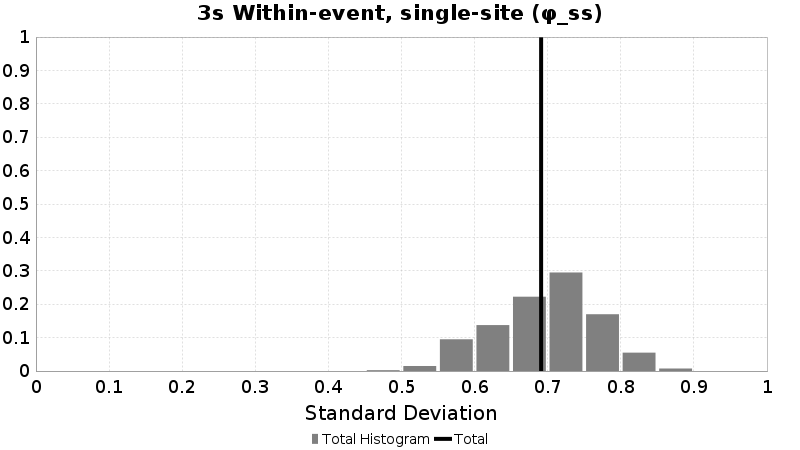 3s Within-event, single-site (φ_ss)
1
0.9
0.8
0.7
0.6
0.5
0.4
0.3
0.2
0.1
0
0 0.1 0.2 0.3 0.4 0.5 0.6 0.7 0.8 0.9 1
Standard Deviation
Total Histogram Total